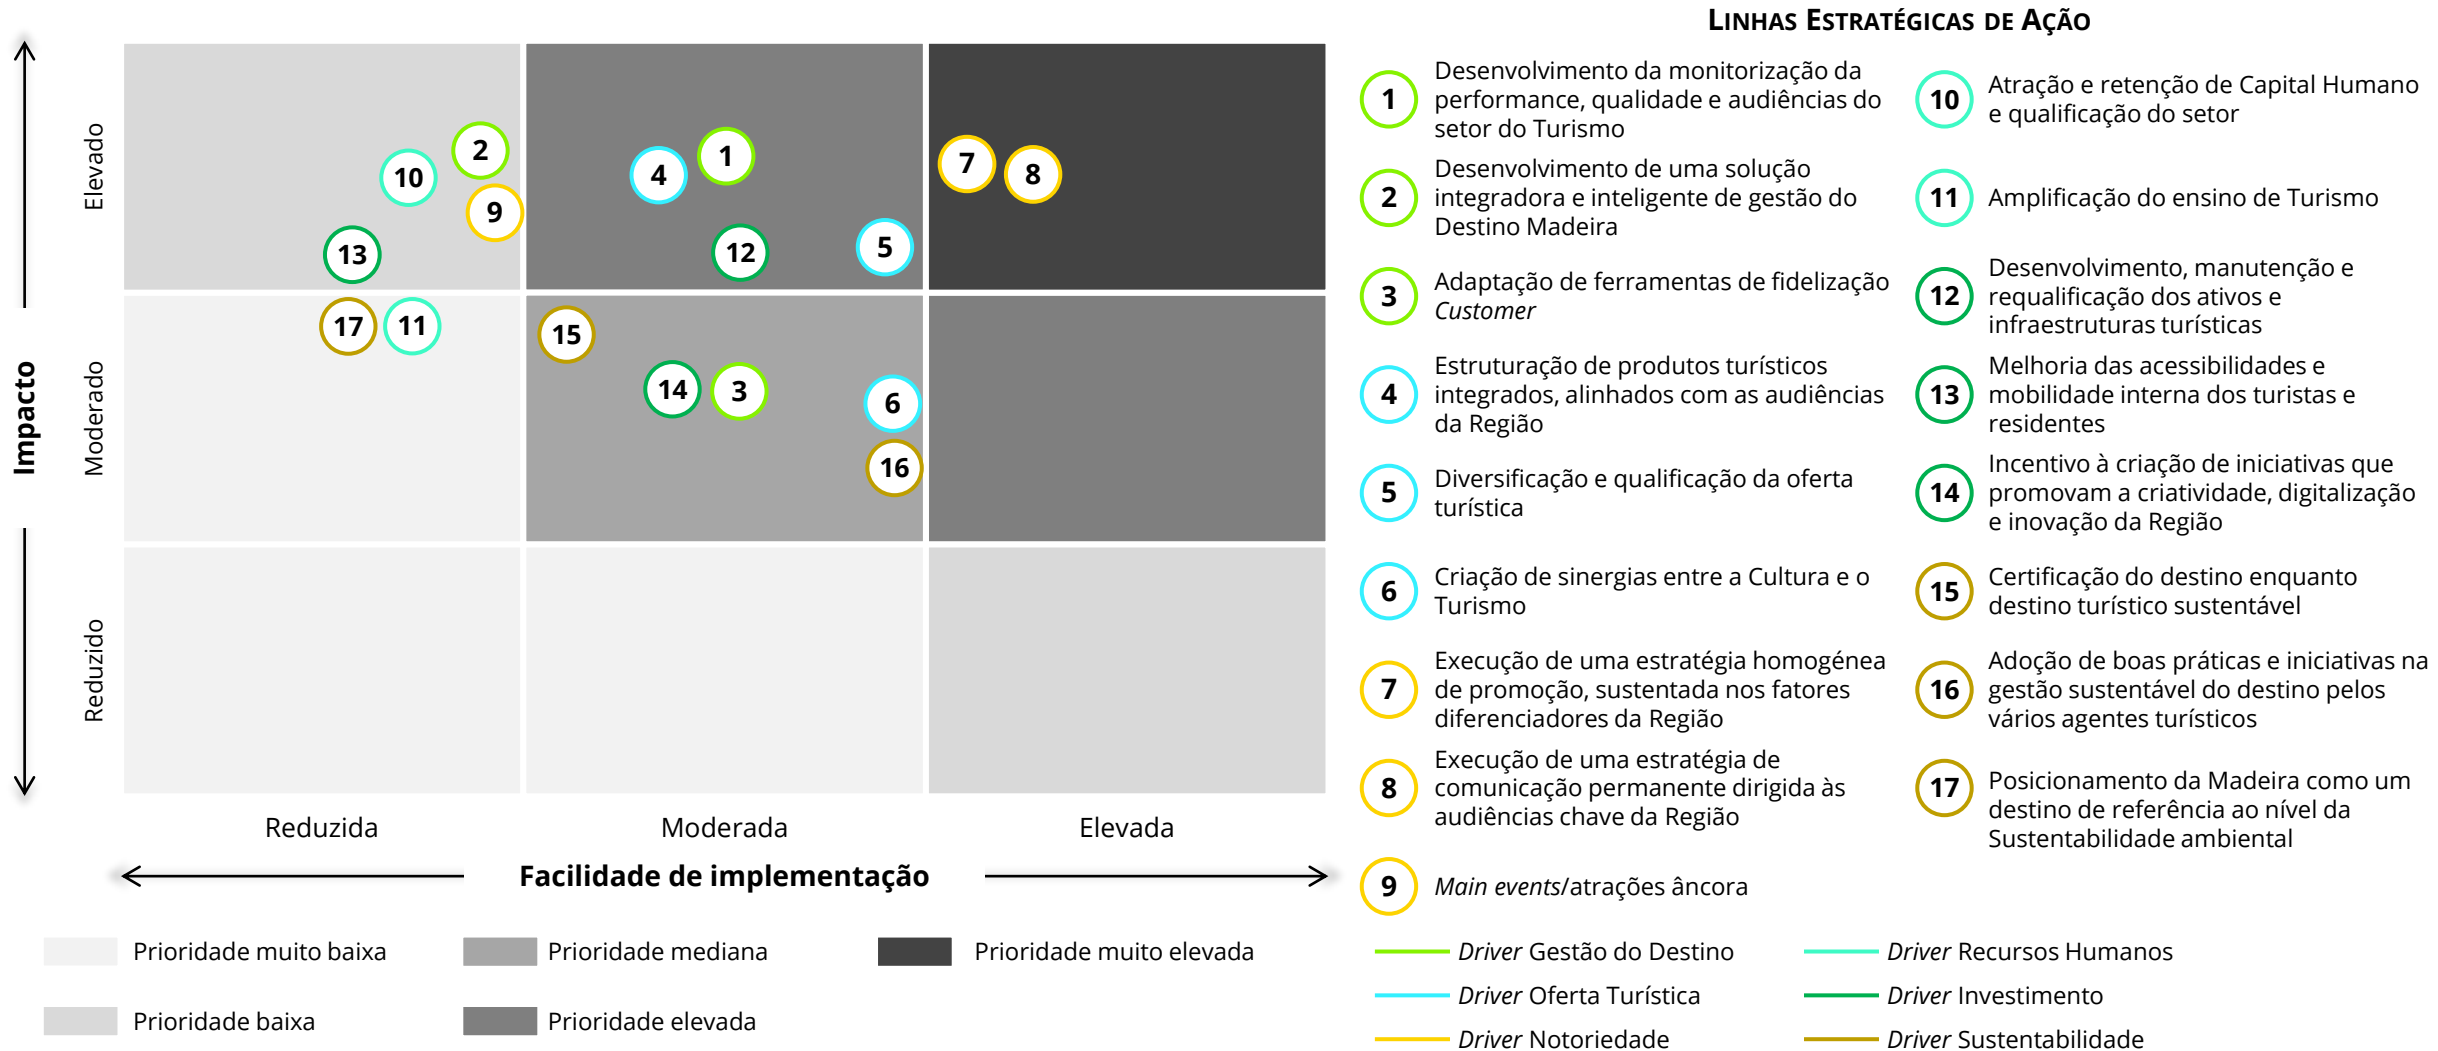 LINHAS ESTRATÉGICAS DE AÇÃO
Impacto
Elevado
Moderado
Reduzido
2
10
9
13
4
1
12
5
7
8
17
11
15
14
3
6
16
Reduzida
Moderada
Elevada
Facilidade de implementação
Prioridade muito baixa
Prioridade mediana
Prioridade muito elevada
Prioridade baixa
Prioridade elevada
1
Desenvolvimento da monitorização da
performance, qualidade e audiências do
setor do Turismo
2
Desenvolvimento de uma solução
integradora e inteligente de gestão do
Destino Madeira
3
Adaptação de ferramentas de fidelização
Customer
4
Estruturação de produtos turísticos
integrados, alinhados com as audiências
da Região
5
Diversificação e qualificação da oferta
turística
6
Criação de sinergias entre a Cultura e o
Turismo
7
Execução de uma estratégia homogénea
de promoção, sustentada nos fatores
diferenciadores da Região
8
Execução de uma estratégia de
comunicação permanente dirigida às
audiências chave da Região
9
Main events/atrações âncora
10
Atração e retenção de Capital Humano
e qualificação do setor
11
Amplificação do ensino de Turismo
12
Desenvolvimento, manutenção e
requalificação dos ativos e
infraestruturas turísticas
13
Melhoria das acessibilidades e
mobilidade interna dos turistas e
residentes
14
Incentivo à criação de iniciativas que
promovam a criatividade, digitalização
e inovação da Região
15
Certificação do destino enquanto
destino turístico sustentável
16
Adoção de boas práticas e iniciativas na
gestão sustentável do destino pelos
vários agentes turísticos
17
Posicionamento da Madeira como um
destino de referência ao nível da
Sustentabilidade ambiental
Driver Gestão do Destino
Driver Recursos Humanos
Driver Oferta Turística
Driver Investimento
Driver Notoriedade
Driver Sustentabilidade